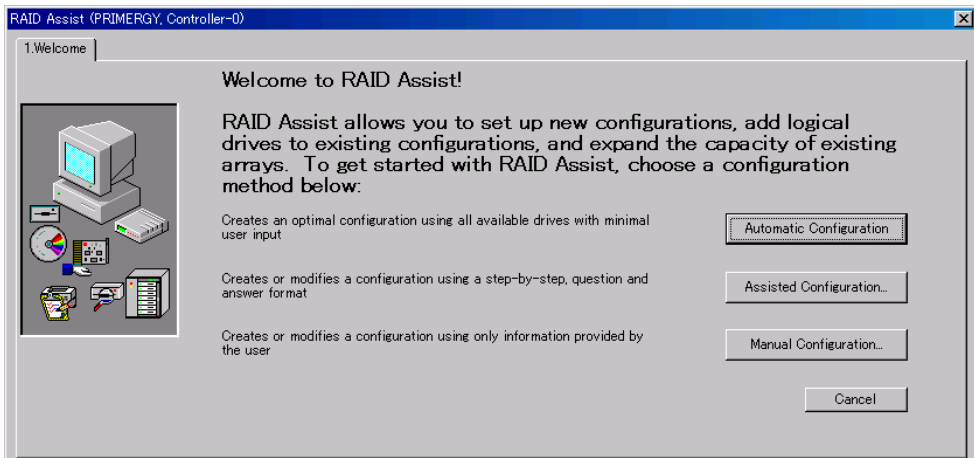 RAID Assist (PRIMERGY, Controller-0)
1.Welcome
Welcome to RAID Assist!
RAID Assist allows you to set up new configurations, add logical
drives to existing configurations, and expand the capacity of existing
arrays. To get started with RAID Assist, choose a configuration
method below:
Creates an optimal configuration using all available drives with minimal
user input
Automatic Configuration
Creates or modifies a configuration using a step-by-step, question and
answer format
Assisted Configuration...
Creates or modifies a configuration using only information provided by
the user
Manual Configuration...
Cancel